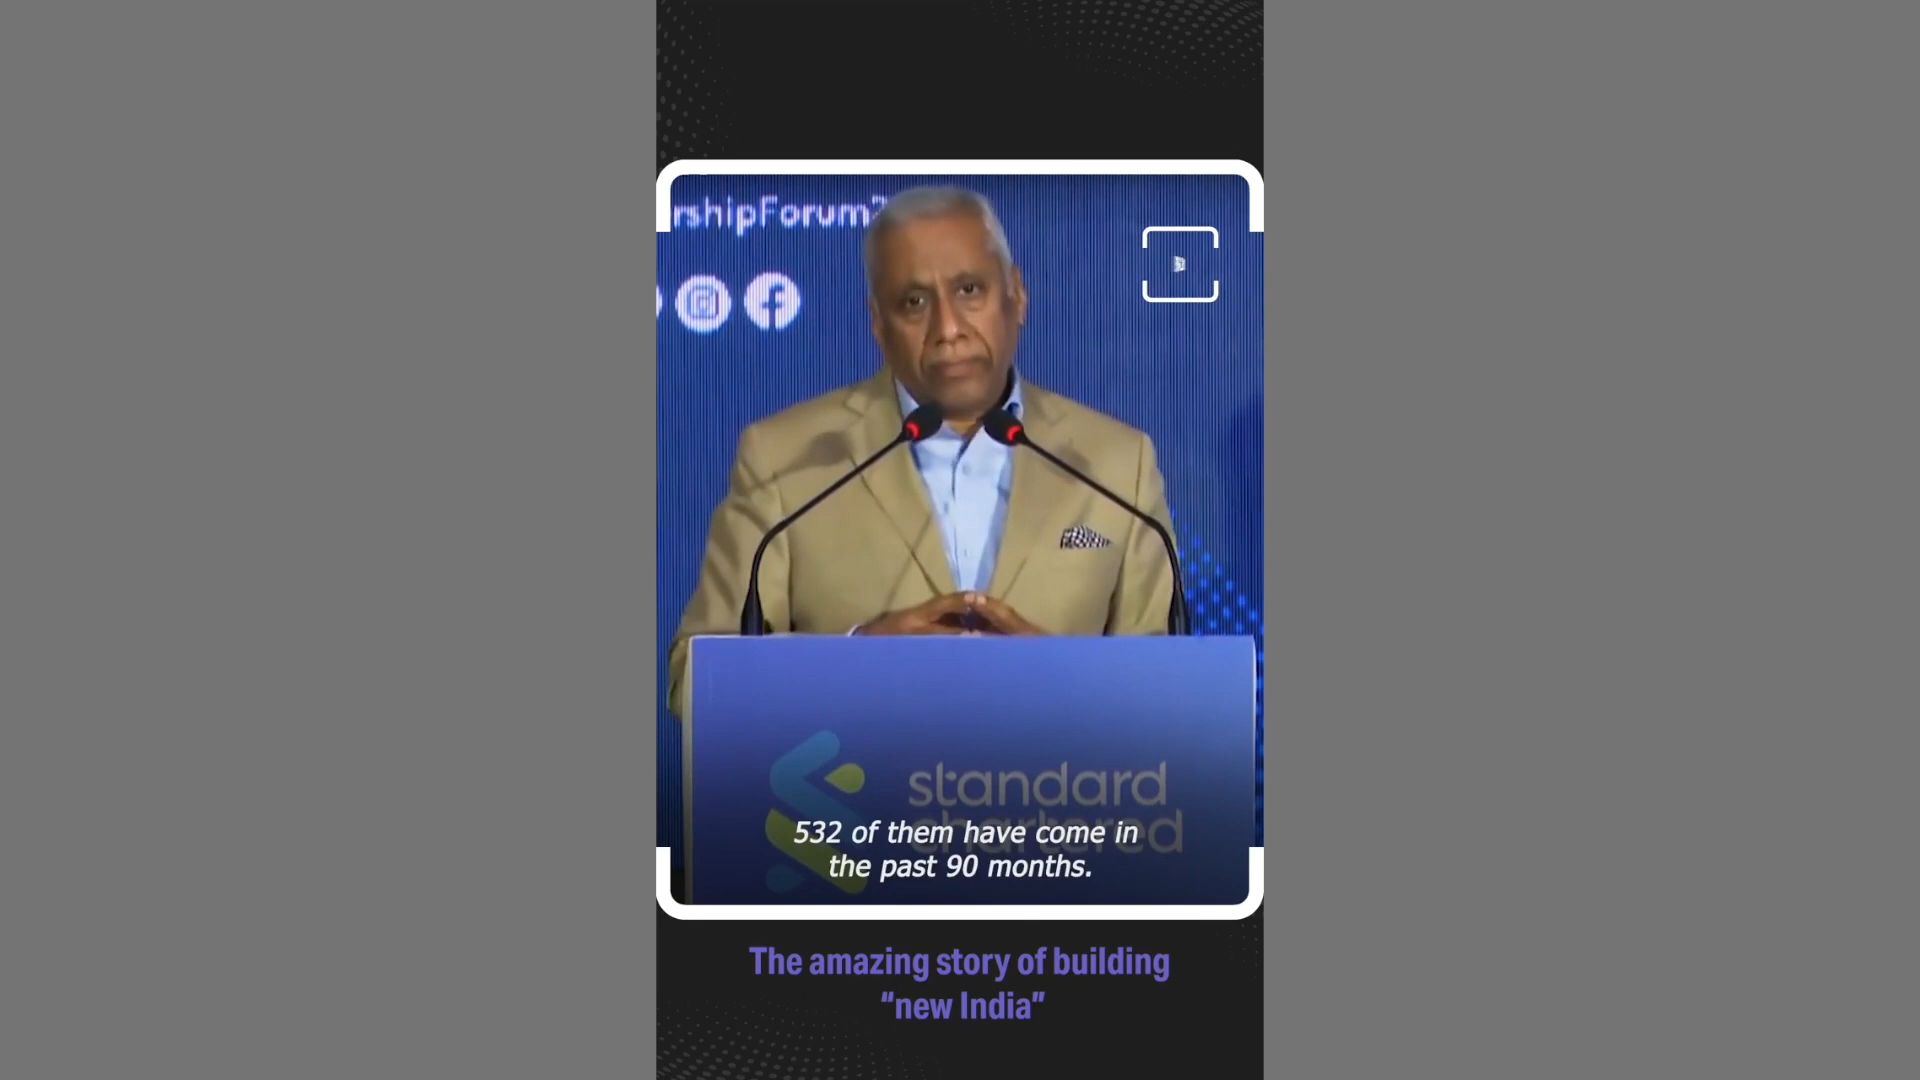 rshipForum
standard
chartered
532 of them have come in
the past 90 months.
The amazing story of building
“new India”